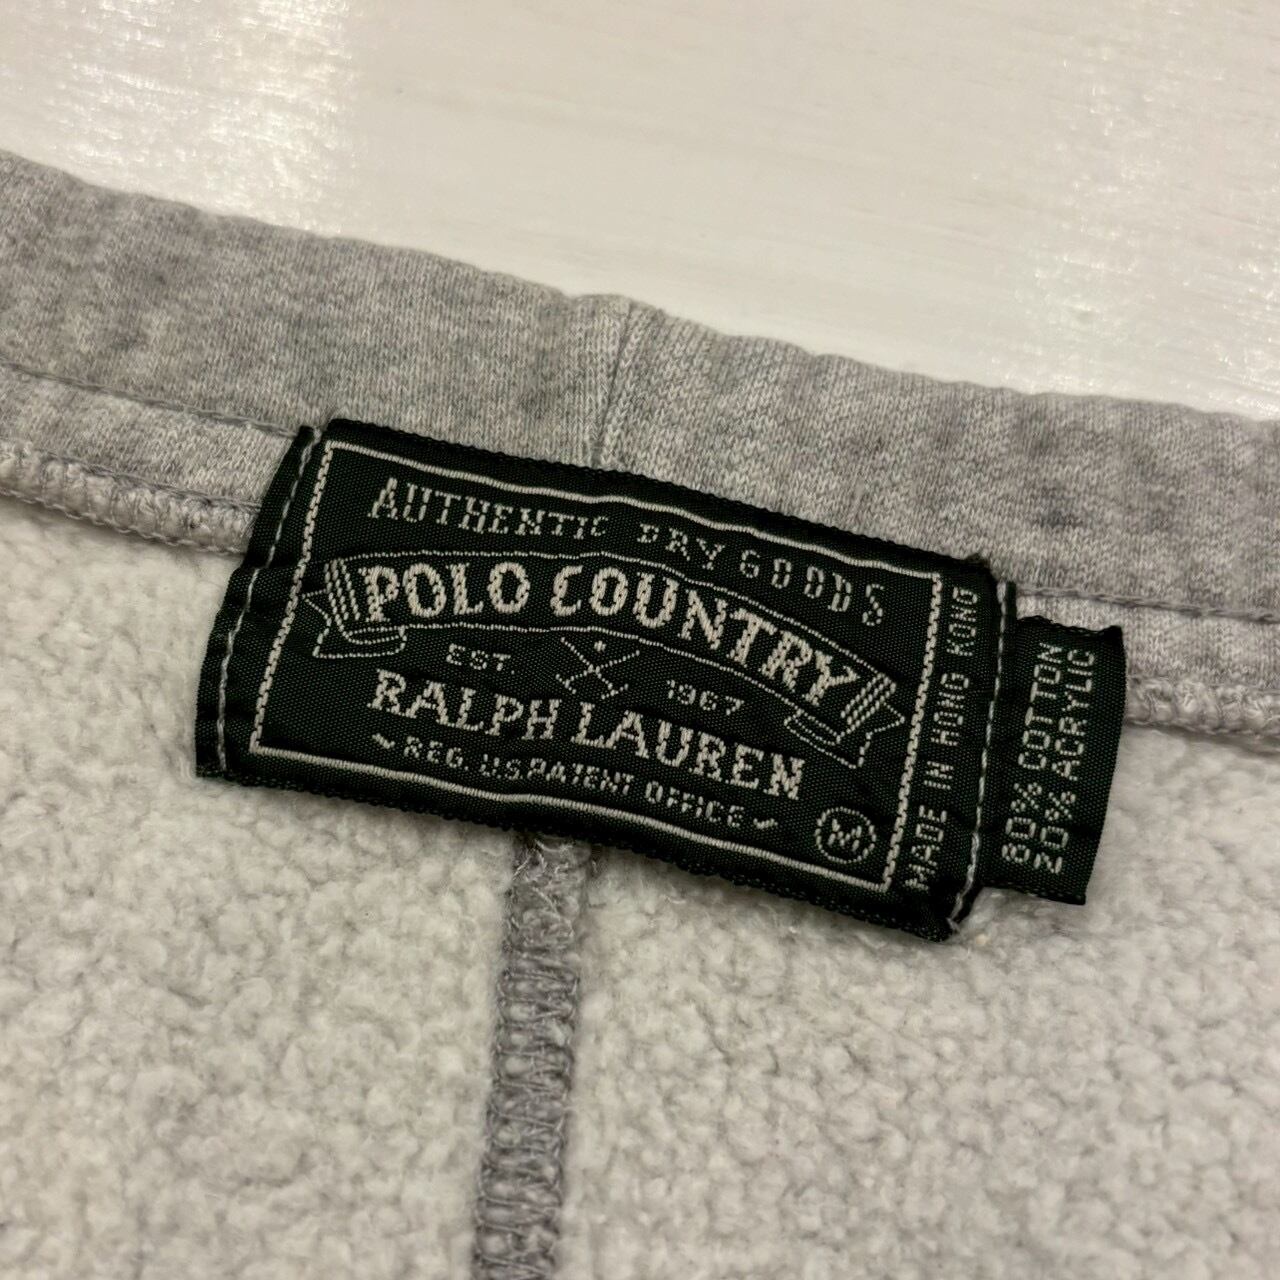 AUTHENTIC DRY GOODS
POLO COUNTRY
EST. 1967
RALPH LAUREN
REG. U.S. PATENT OFFICE
M
MADE IN HONG KONG
80% COTTON
20% ACRYLIC